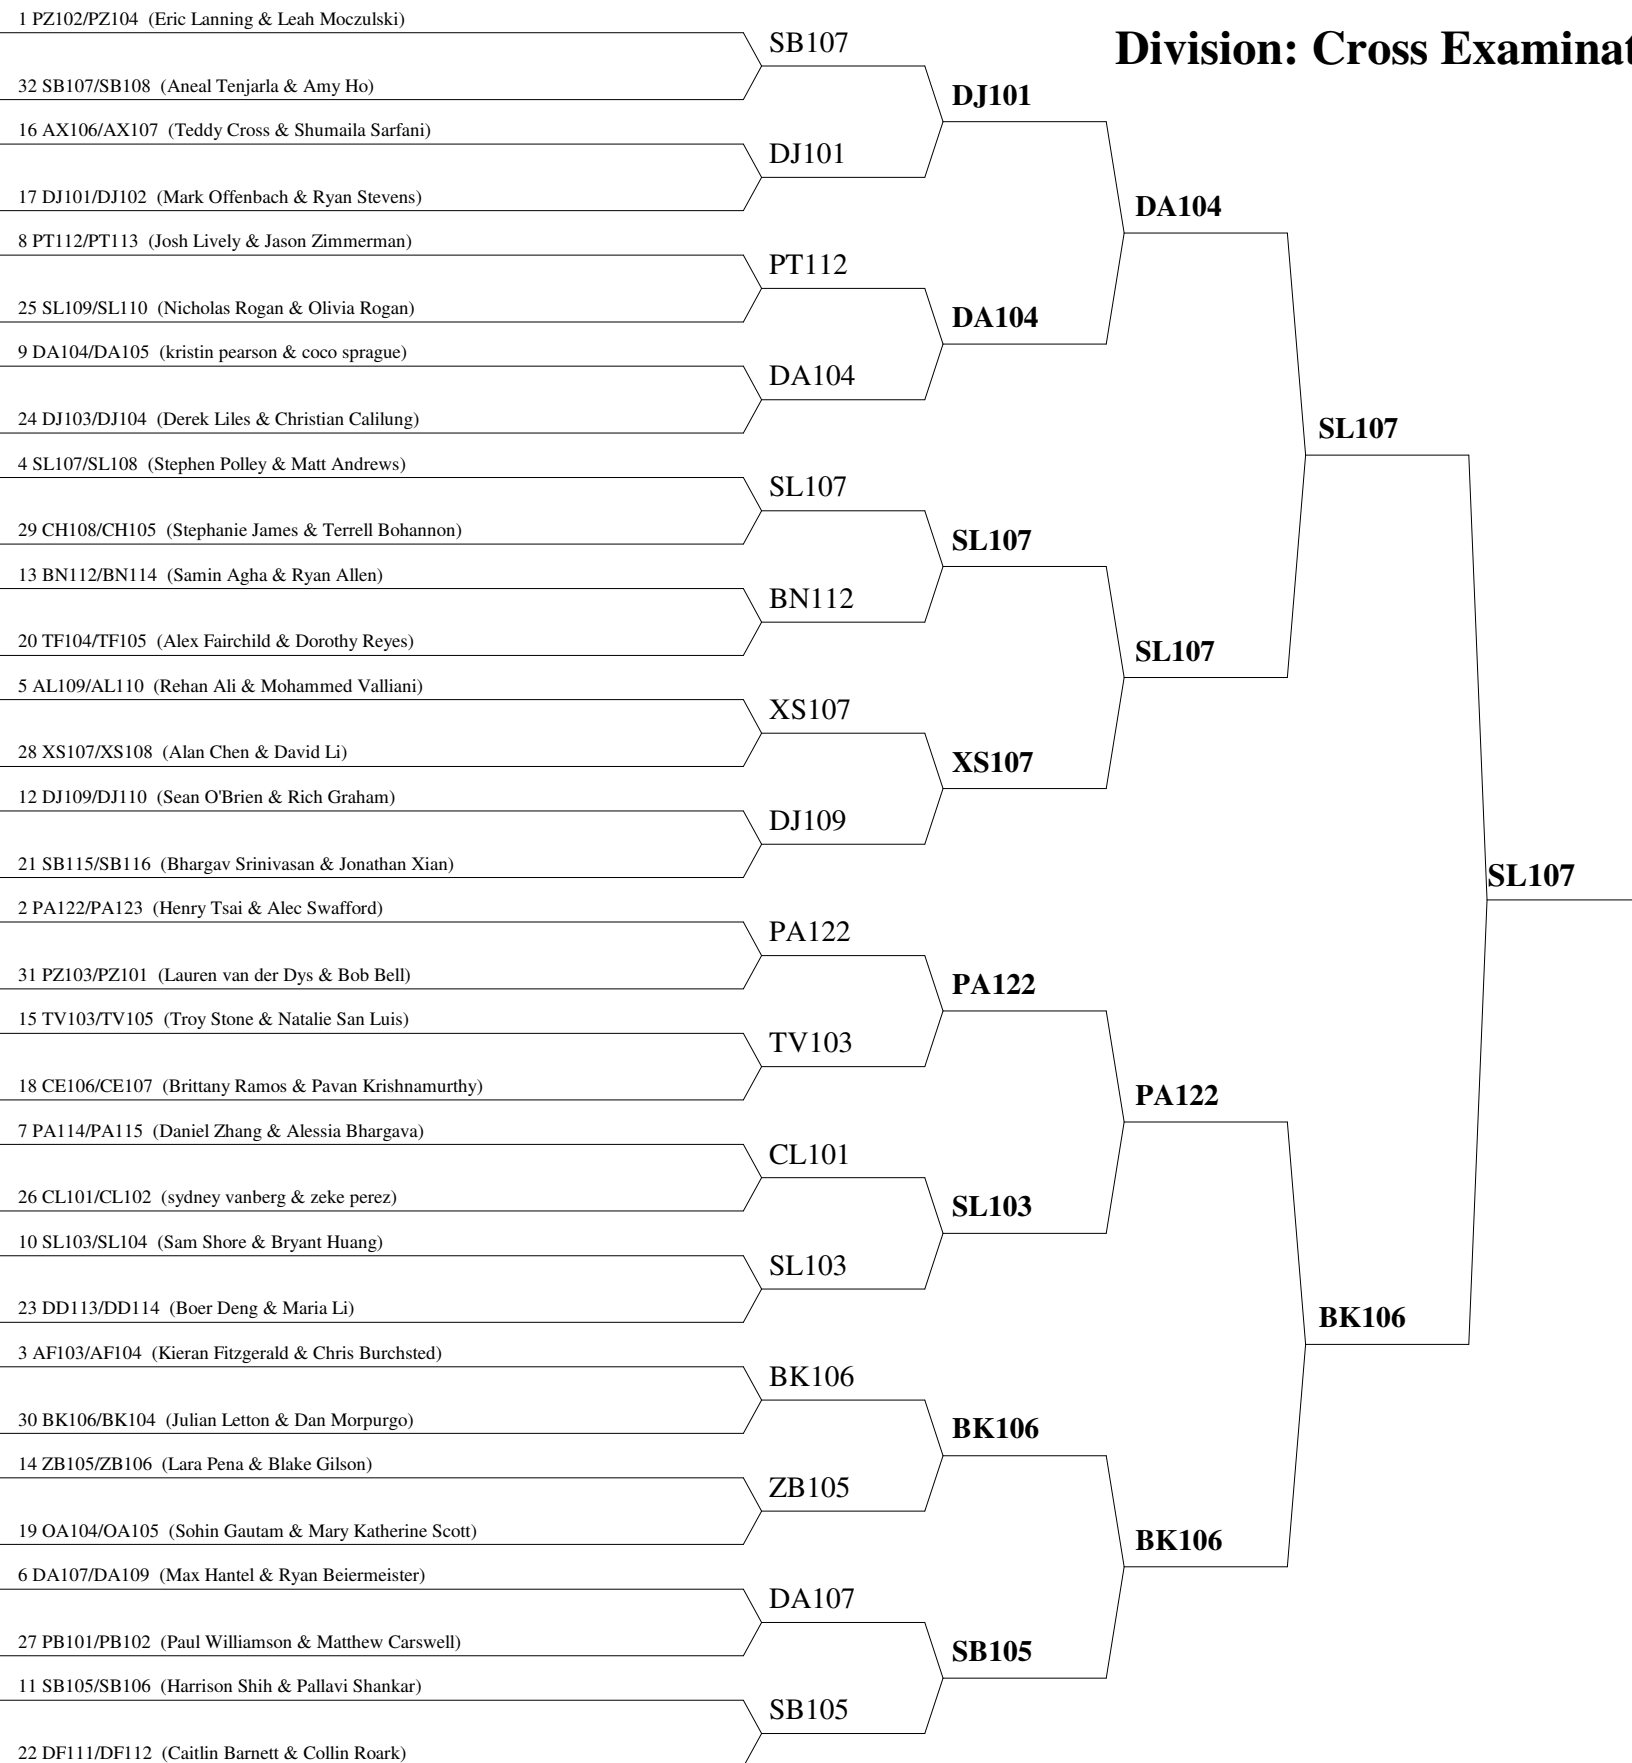 1 PZ102/PZ104 (Eric Lanning & Leah Moczulski)
SB107
Division: Cross Examinat
32 SB107/SB108 (Aneal Tenjarla & Amy Ho)
DJ101
16 AX106/AX107 (Teddy Cross & Shumaila Sarfani)
DJ101
17 DJ101/DJ102 (Mark Offenbach & Ryan Stevens)
DA104
8 PT112/PT113 (Josh Lively & Jason Zimmerman)
PT112
25 SL109/SL110 (Nicholas Rogan & Olivia Rogan)
DA104
9 DA104/DA105 (kristin pearson & coco sprague)
DA104
24 DJ103/DJ104 (Derek Liles & Christian Calilung)
SL107
4 SL107/SL108 (Stephen Polley & Matt Andrews)
SL107
29 CH108/CH105 (Stephanie James & Terrell Bohannon)
SL107
13 BN112/BN114 (Samin Agha & Ryan Allen)
BN112
20 TF104/TF105 (Alex Fairchild & Dorothy Reyes)
SL107
5 AL109/AL110 (Rehan Ali & Mohammed Valliani)
XS107
28 XS107/XS108 (Alan Chen & David Li)
XS107
12 DJ109/DJ110 (Sean O'Brien & Rich Graham)
DJ109
21 SB115/SB116 (Bhargav Srinivasan & Jonathan Xian)
SL107
2 PA122/PA123 (Henry Tsai & Alec Swafford)
PA122
31 PZ103/PZ101 (Lauren van der Dys & Bob Bell)
PA122
15 TV103/TV105 (Troy Stone & Natalie San Luis)
TV103
18 CE106/CE107 (Brittany Ramos & Pavan Krishnamurthy)
PA122
7 PA114/PA115 (Daniel Zhang & Alessia Bhargava)
CL101
26 CL101/CL102 (sydney vanberg & zeke perez)
SL103
10 SL103/SL104 (Sam Shore & Bryant Huang)
SL103
23 DD113/DD114 (Boer Deng & Maria Li)
BK106
3 AF103/AF104 (Kieran Fitzgerald & Chris Burchsted)
BK106
30 BK106/BK104 (Julian Letton & Dan Morpurgo)
BK106
14 ZB105/ZB106 (Lara Pena & Blake Gilson)
ZB105
19 OA104/OA105 (Sohin Gautam & Mary Katherine Scott)
BK106
6 DA107/DA109 (Max Hantel & Ryan Beiermeister)
DA107
27 PB101/PB102 (Paul Williamson & Matthew Carswell)
SB105
11 SB105/SB106 (Harrison Shih & Pallavi Shankar)
SB105
22 DF111/DF112 (Caitlin Barnett & Collin Roark)